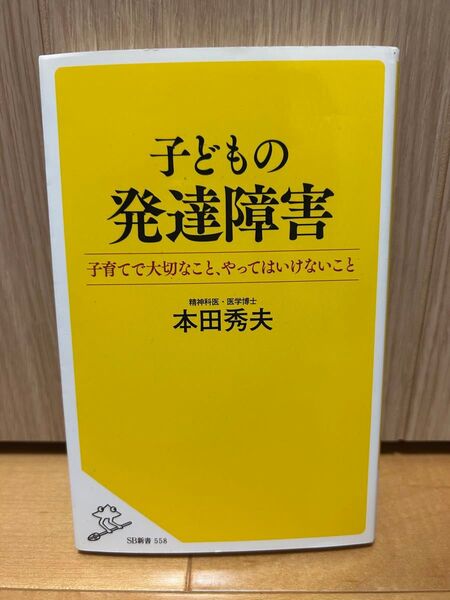 子どもの
発達障害
子育てで大切なこと、やってはいけないこと
精神科医・医学博士
本田秀夫
SB新書 558